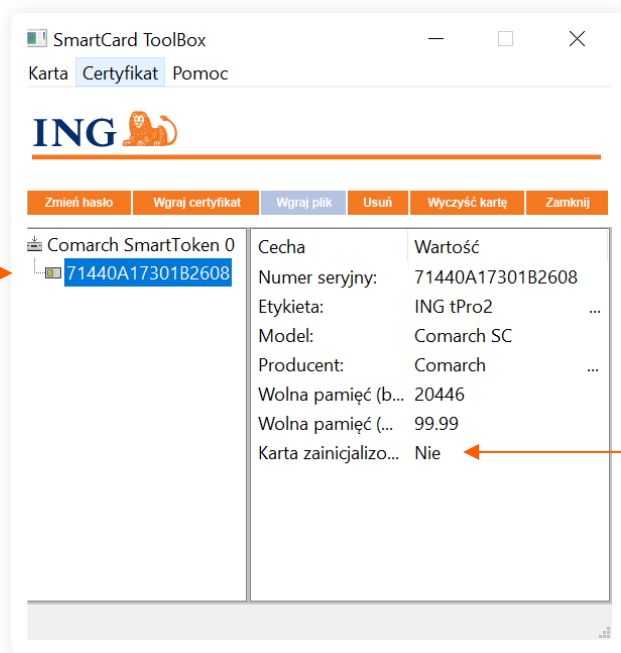 SmartCard ToolBox
Karta Certyfikat Pomoc
ING
Zmień hasło Wgraj certyfikat Wgraj plik Usuń Wyczyść kartę Zamknij
Comarch SmartToken 0
71440A17301B2608
Cecha Wartość
Numer seryjny: 71440A17301B2608
Etykieta: ING tPro2 ...
Model: Comarch SC
Producent: Comarch ...
Wolna pamięć (b... 20446
Wolna pamięć (... 99.99
Karta zainicjalizo... Nie